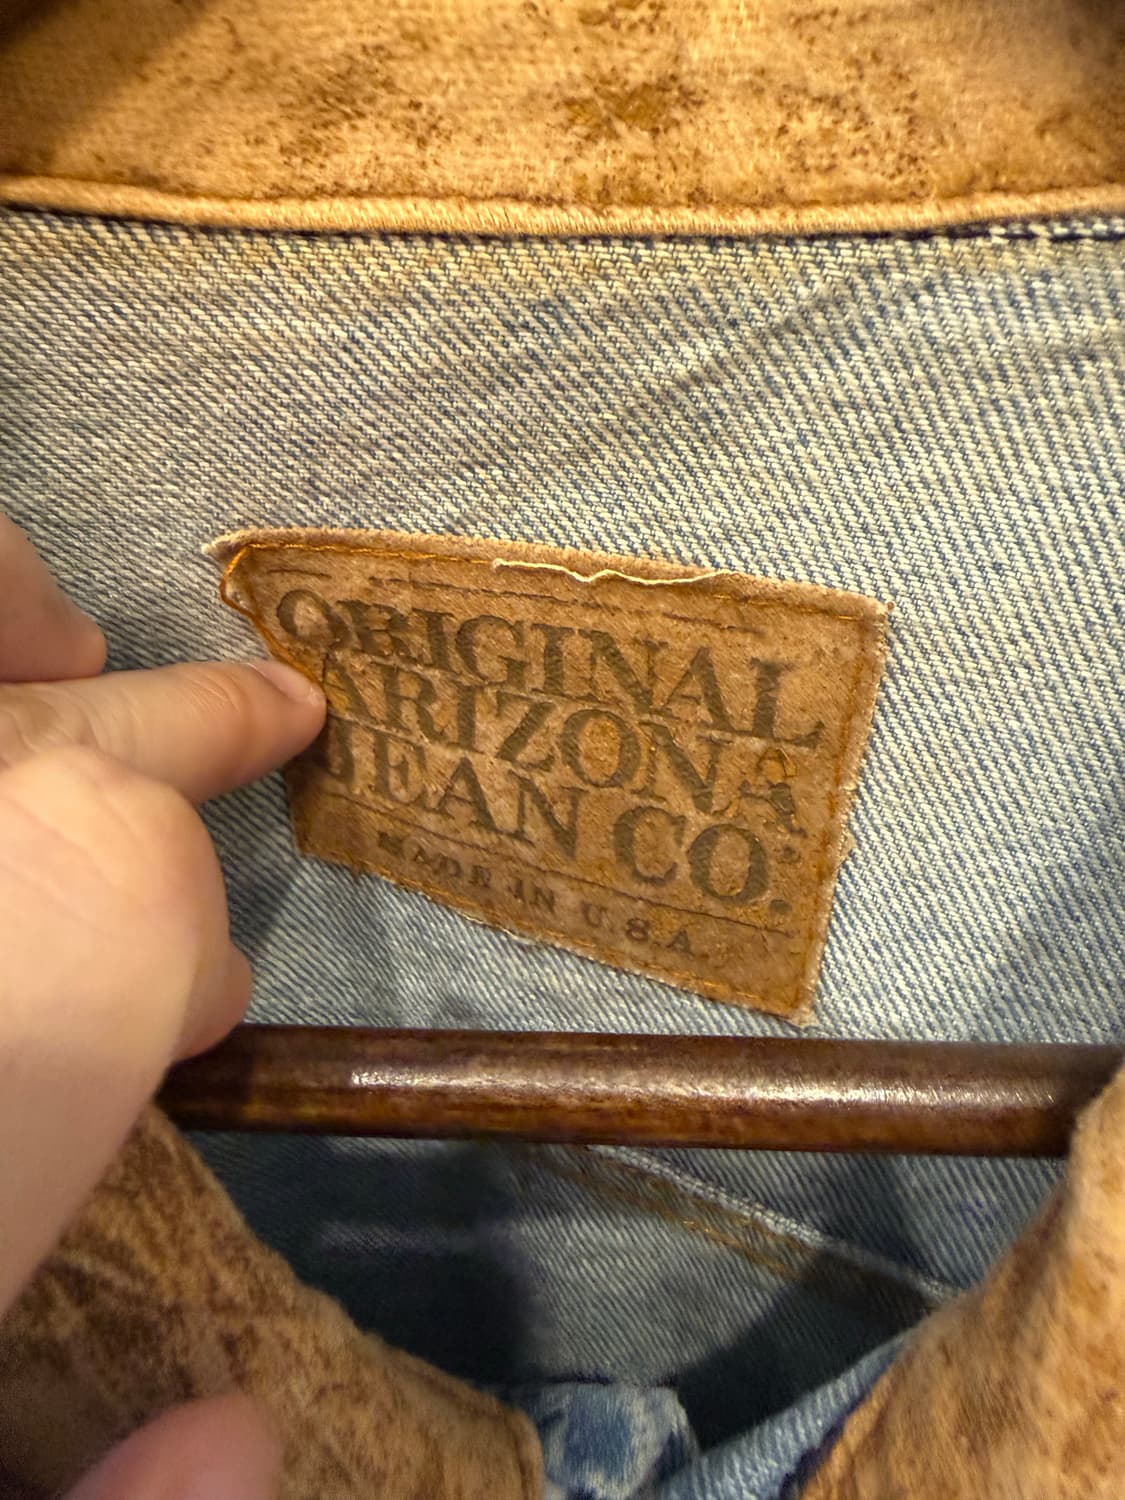 ORIGINAL
ARIZONA
JEAN CO.
MADE IN U.S.A.